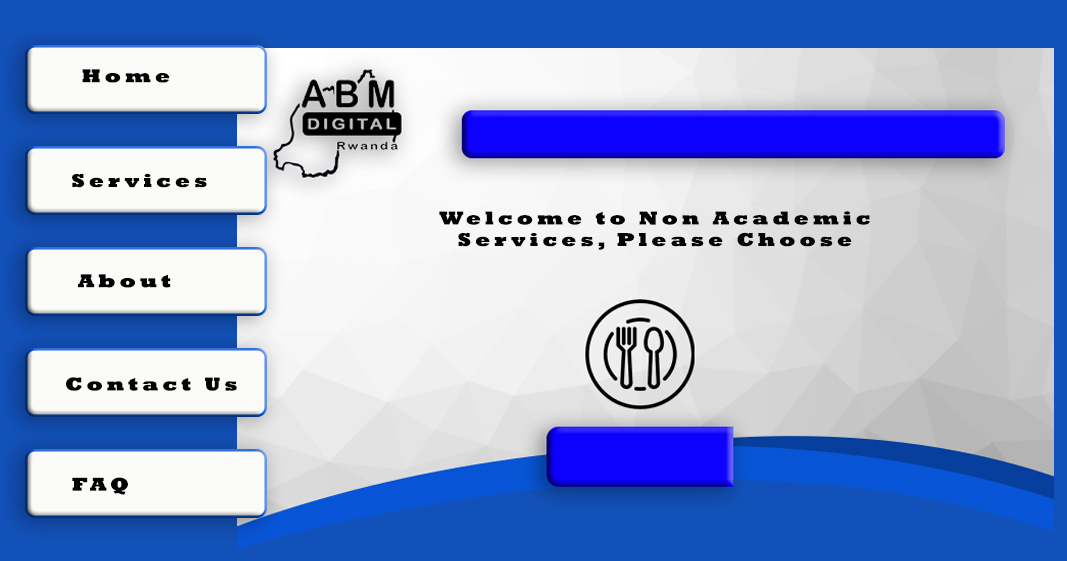 Home
Services
About
Contact Us
FAQ
ABM
DIGITAL
Rwanda
Welcome to Non Academic
Services, Please Choose